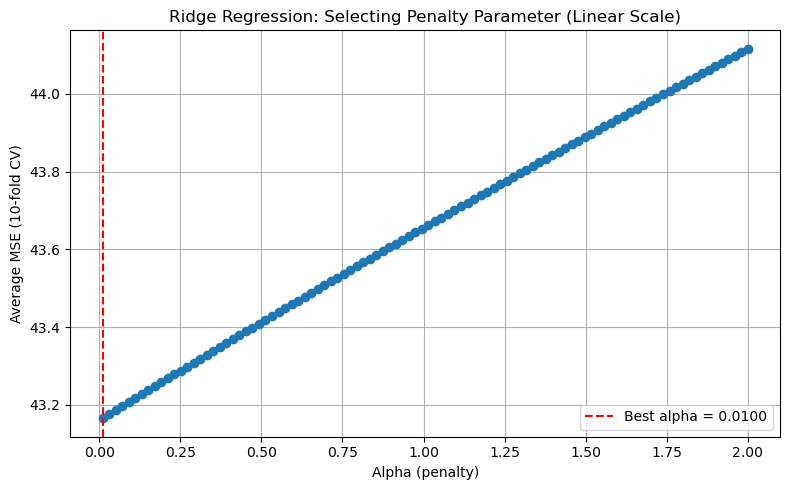 Ridge Regression: Selecting Penalty Parameter (Linear Scale)
Average MSE (10-fold CV)
44.0
43.8
43.6
43.4
43.2
Best alpha = 0.0100
0.00 0.25 0.50 0.75 1.00 1.25 1.50 1.75 2.00
Alpha (penalty)